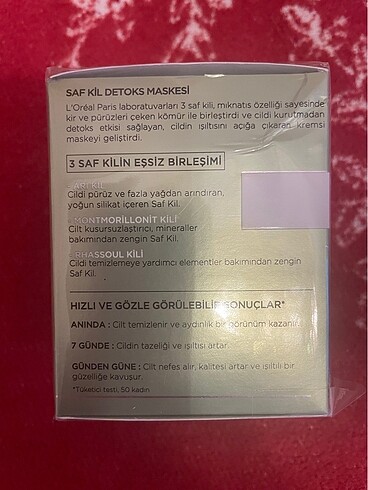 SAF KİL DETOKS MASKESİ
L'Oréal Paris laboratuvarları 3 saf kili, mıknatıs özelliği sayesinde
kir ve pürüzleri çeken kömür ile birleştirdi ve cildi kurutmadan
detoks etkisi sağlayan, cildin ışıltısını açığa çıkaran kremsi
maskeyi geliştirdi.
3 SAF KİLİN EŞSİZ BİRLEŞİMİ
KİL
Cildi pürüz ve fazla yağdan arındıran,
yoğun silikat içeren Saf Kil.
MONTMORILLONIT KİLİ
Cilt kusursuzlaştırıcı, mineraller
bakımından zengin Saf Kil.
RHASSOUL KİLİ
Cildi temizlemeye yardımcı elementler bakımından zengin
Saf Kil.
HIZLI VE GÖZLE GÖRÜLEBİLİR SONUÇLAR*
ANINDA : Cilt temizlenir ve aydınlık bir görünüm kazanır.
7 GÜNDE : Cildin tazeliği ve ışıltısı artar.
GÜNDEN GÜNE : Cilt nefes alır, kalitesi artar ve ışıltılı bir
güzelliğe kavuşur.
*Tüketici testi, 50 kadın